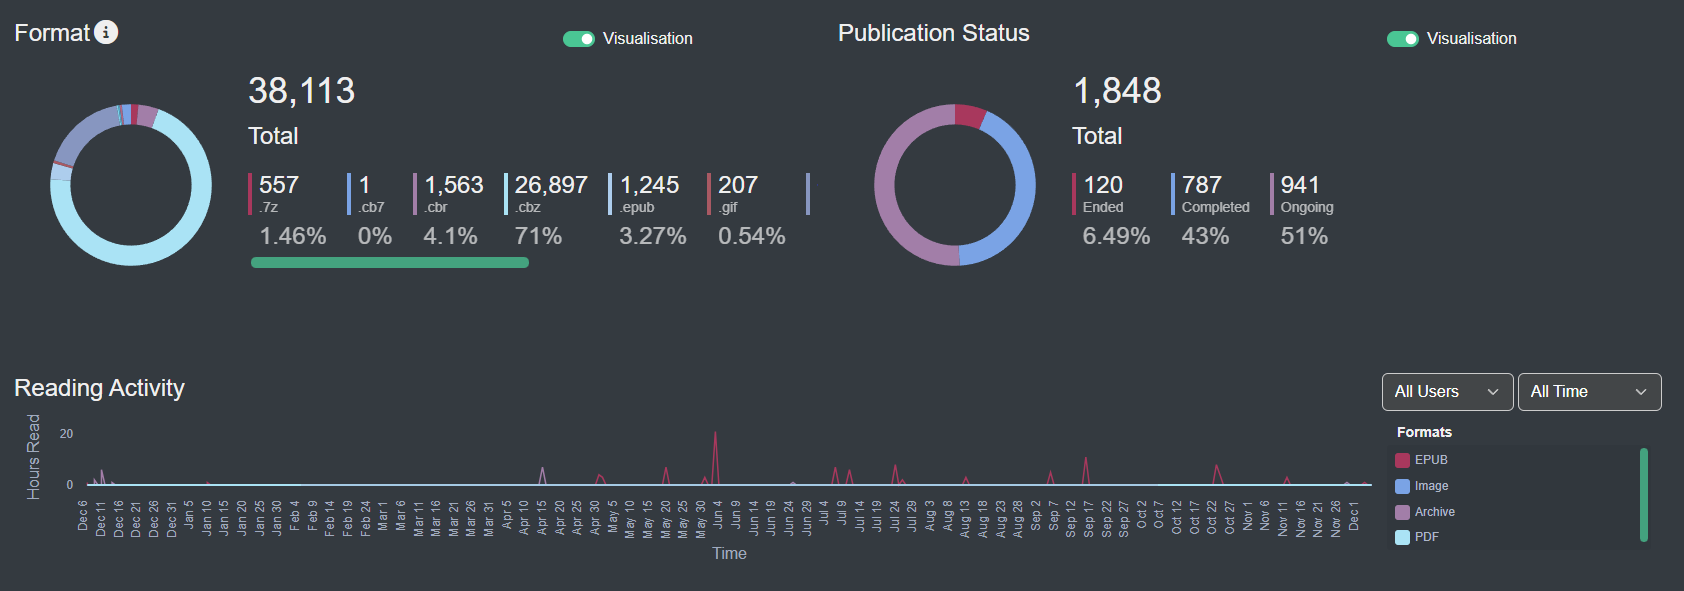 Format
Visualisation
38,113
Total
557
.7z
1.46%
1
.cb7
0%
1,563
.cbr
4.1%
26,897
.cbz
71%
1,245
.epub
3.27%
207
.gif
0.54%
Publication Status
Visualisation
1,848
Total
120
Ended
6.49%
787
Completed
43%
941
Ongoing
51%
Reading Activity
All Users
All Time
Hours Read
20
0
Dec 6
Dec 11
Dec 16
Dec 21
Dec 26
Dec 31
Jan 5
Jan 10
Jan 15
Jan 20
Jan 25
Jan 30
Feb 4
Feb 9
Feb 14
Feb 19
Feb 24
Mar 1
Mar 6
Mar 11
Mar 16
Mar 21
Mar 26
Mar 31
Apr 5
Apr 10
Apr 15
Apr 20
Apr 25
Apr 30
May 5
May 10
May 15
May 20
May 25
May 30
Jun 4
Jun 9
Jun 14
Jun 19
Jun 24
Jun 29
Jul 4
Jul 9
Jul 14
Jul 19
Jul 24
Jul 29
Aug 3
Aug 8
Aug 13
Aug 18
Aug 23
Aug 28
Sep 2
Sep 7
Sep 12
Sep 17
Sep 22
Sep 27
Oct 2
Oct 7
Oct 12
Oct 17
Oct 22
Oct 27
Nov 1
Nov 6
Nov 11
Nov 16
Nov 21
Nov 26
Dec 1
Time
Formats
EPUB
Image
Archive
PDF